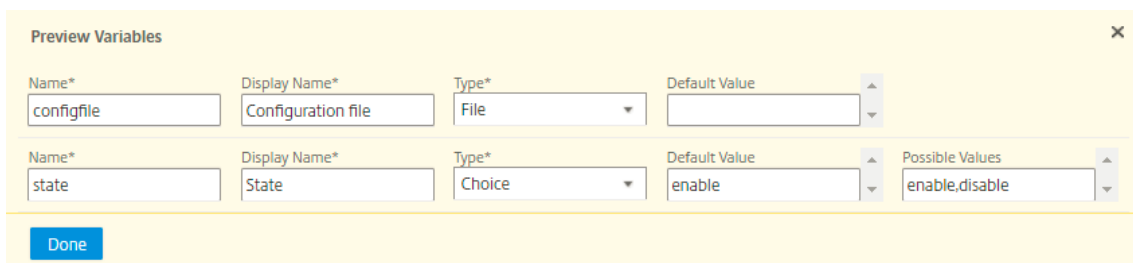 Preview Variables
Name* Display Name* Type* Default Value
configfile Configuration file File
Name* Display Name* Type* Default Value Possible Values
state State Choice enable enable,disable
Done